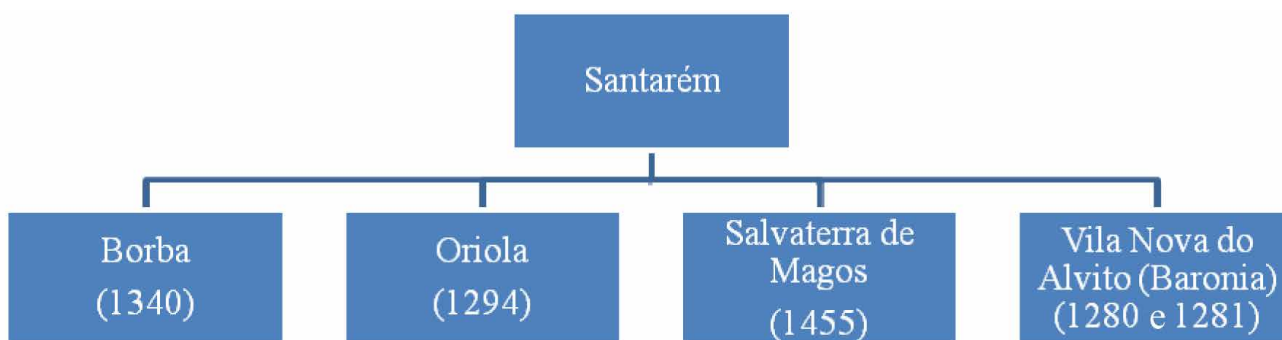 Santarém
Borba
(1340)
Oriola
(1294)
Salvaterra de
Magos
(1455)
Vila Nova do
Alvito (Baronia)
(1280 e 1281)